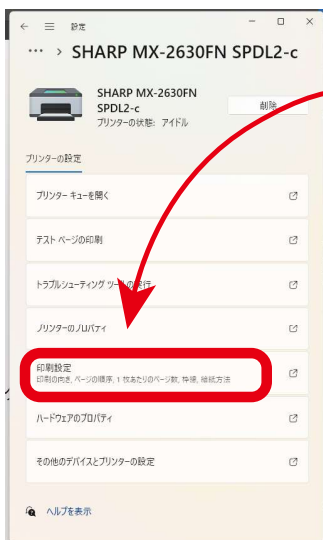 設定
SHARP MX-2630FN SPDL2-c
SHARP MX-2630FN
SPDL2-c
プリンターの状態: アイドル
削除
プリンターの設定
プリンター キューを開く
テスト ページの印刷
トラブルシューティング ツールの実行
プリンターのプロパティ
印刷設定
印刷の向き, ページの順序, 1 枚あたりのページ数, 枠線, 給紙方法
ハードウェアのプロパティ
その他のデバイスとプリンターの設定
ヘルプを表示